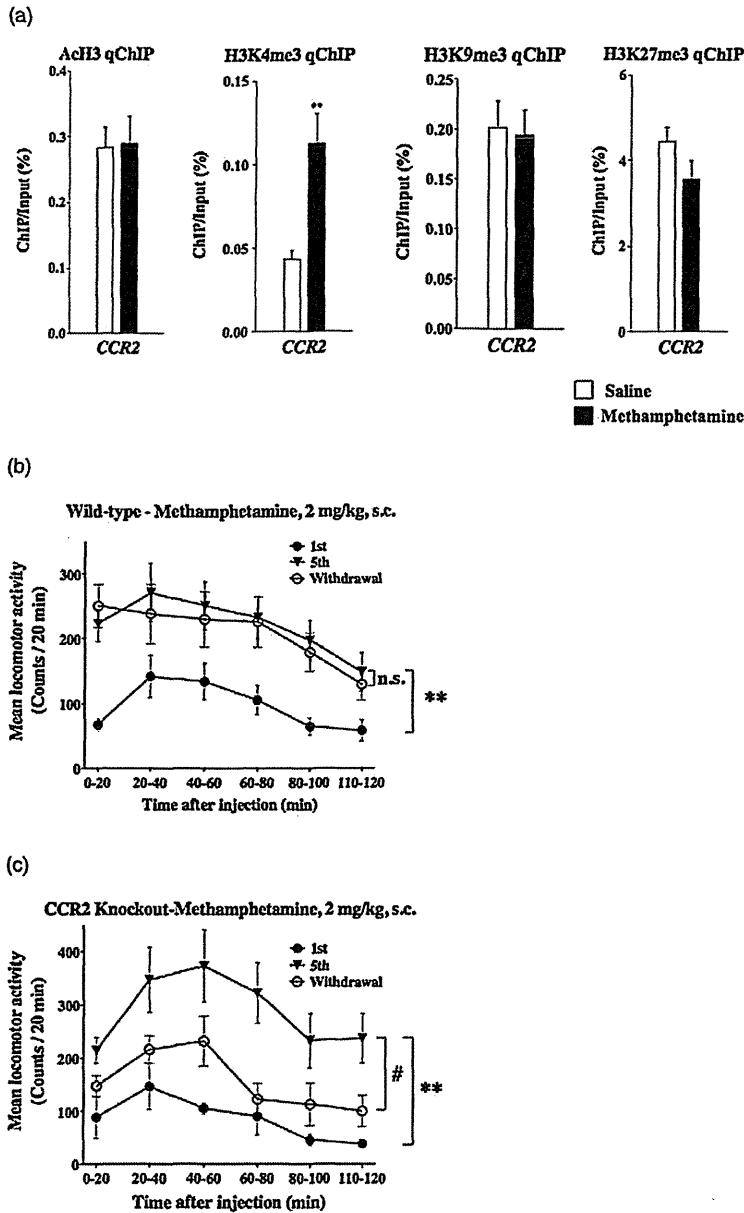 (a)
AcH3 qChIP
H3K4me3 qChIP
H3K9me3 qChIP
H3K27me3 qChIP
ChIP/Input (%)
0.4
0.3
0.2
0.1
0.0
CCR2
ChIP/Input (%)
0.15
0.10
0.05
0.00
**
CCR2
ChIP/Input (%)
0.25
0.20
0.15
0.10
0.05
0.00
CCR2
ChIP/Input (%)
6
4
2
0
CCR2
Saline
Methamphetamine
(b)
Wild-type - Methamphetamine, 2 mg/kg, s.c.
1st
5th
Withdrawal
Mean locomotor activity
(Counts / 20 min)
300
200
100
0
n.s.
**
0-20 20-40 40-60 60-80 80-100 110-120
Time after injection (min)
(c)
CCR2 Knockout-Methamphetamine, 2 mg/kg, s.c.
1st
5th
Withdrawal
Mean locomotor activity
(Counts / 20 min)
400
300
200
100
0
#
**
0-20 20-40 40-60 60-80 80-100 110-120
Time after injection (min)